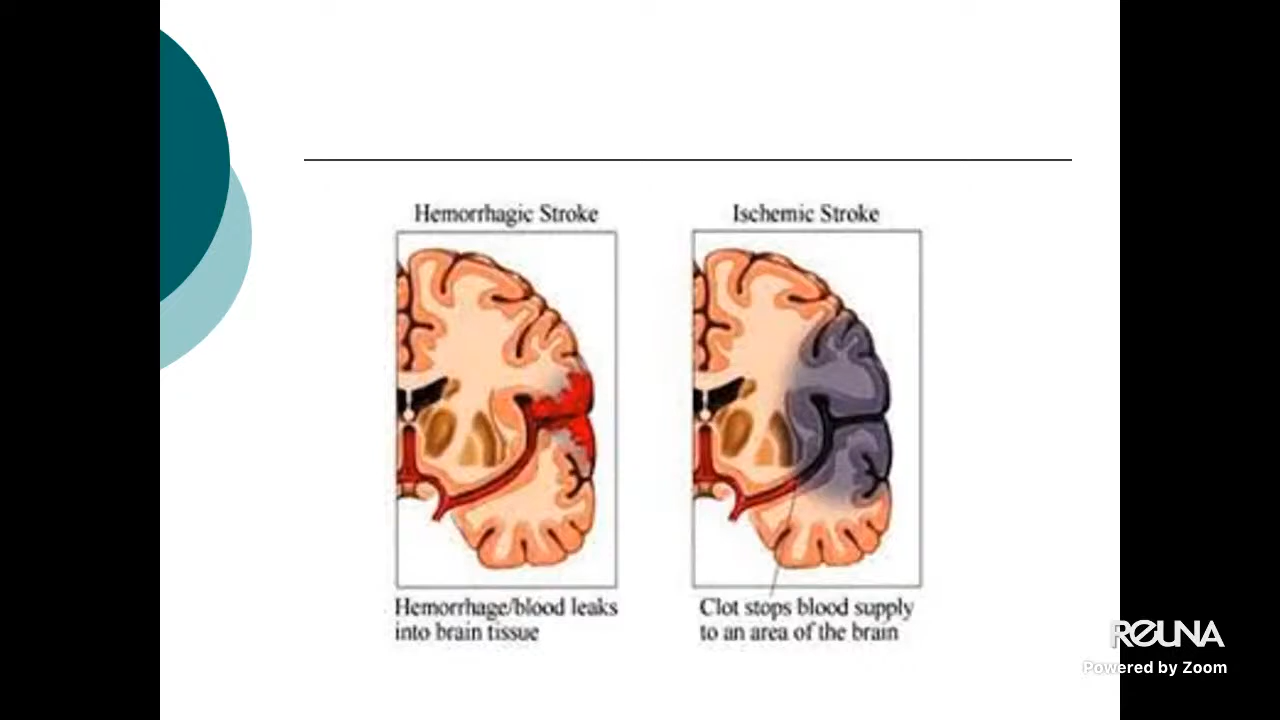 Hemorrhagic Stroke
Ischemic Stroke
Hemorrhage/blood leaks
into brain tissue
Clot stops blood supply
to an area of the brain
REUNA
Powered by Zoom